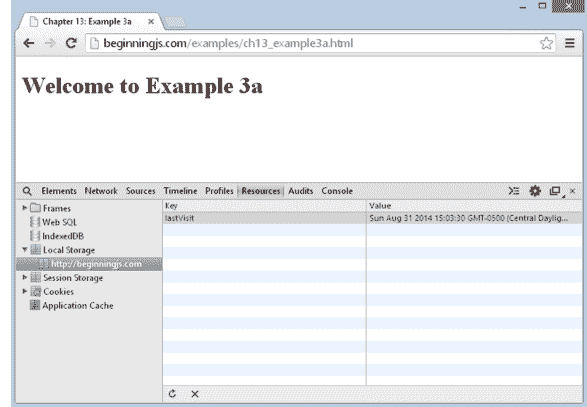 Chapter 13: Example 3a
beginningjs.com/examples/ch13_example3a.html
Welcome to Example 3a
Elements Network Sources Timeline Profiles Resources Audits Console
Key Value
Frames
lastVisit Sun Aug 31 2014 15:03:30 GMT-0500 (Central Daylig...
Web SQL
IndexedDB
Local Storage
http://beginningjs.com
Session Storage
Cookies
Application Cache